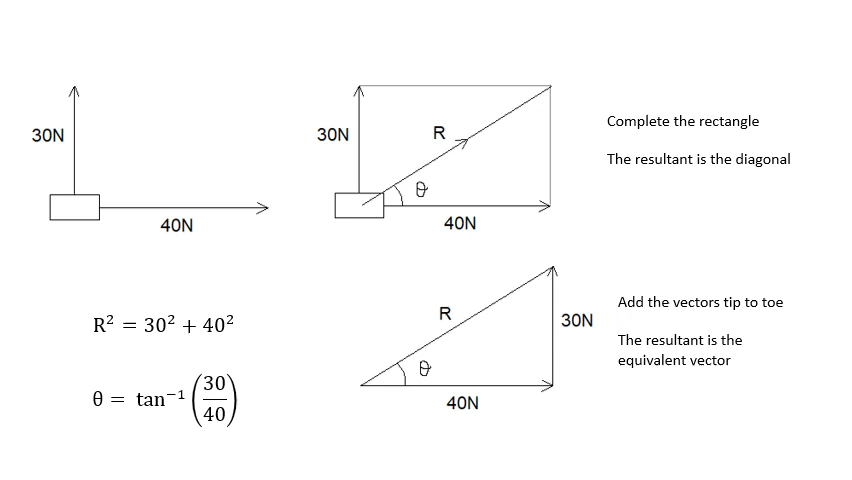 30N
40N
30N
R
θ
40N
Complete the rectangle
The resultant is the diagonal
R² = 30² + 40²
θ = tan⁻¹ (30/40)
R
θ
30N
40N
Add the vectors tip to toe
The resultant is the
equivalent vector